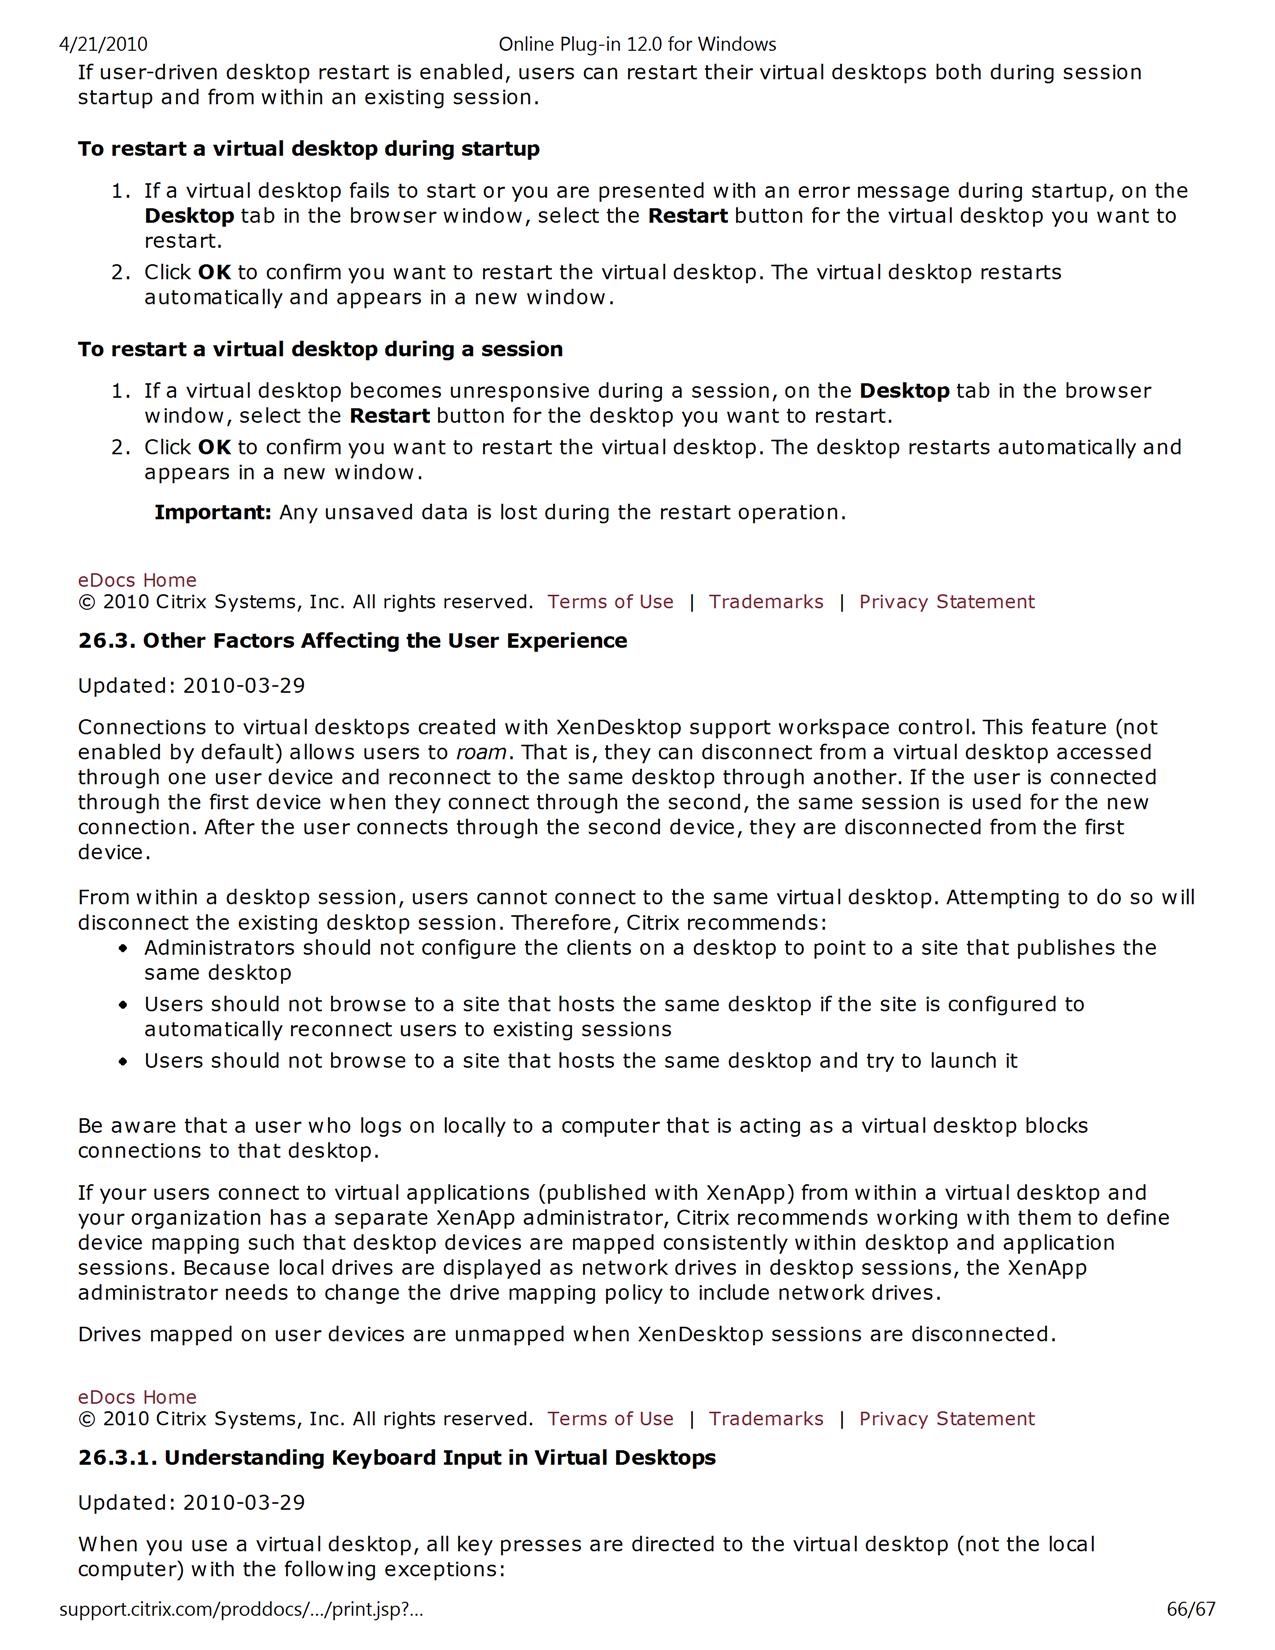 4/21/2010 Online Plug-in 12.0 for Windows
If user-driven desktop restart is enabled, users can restart their virtual desktops both during session
startup and from within an existing session.
To restart a virtual desktop during startup
1. If a virtual desktop fails to start or you are presented with an error message during startup, on the
Desktop tab in the browser window, select the Restart button for the virtual desktop you want to
restart.
2. Click OK to confirm you want to restart the virtual desktop. The virtual desktop restarts
automatically and appears in a new window.
To restart a virtual desktop during a session
1. If a virtual desktop becomes unresponsive during a session, on the Desktop tab in the browser
window, select the Restart button for the desktop you want to restart.
2. Click OK to confirm you want to restart the virtual desktop. The desktop restarts automatically and
appears in a new window.
Important: Any unsaved data is lost during the restart operation.
eDocs Home
© 2010 Citrix Systems, Inc. All rights reserved. Terms of Use | Trademarks | Privacy Statement
26.3. Other Factors Affecting the User Experience
Updated: 2010-03-29
Connections to virtual desktops created with XenDesktop support workspace control. This feature (not
enabled by default) allows users to roam. That is, they can disconnect from a virtual desktop accessed
through one user device and reconnect to the same desktop through another. If the user is connected
through the first device when they connect through the second, the same session is used for the new
connection. After the user connects through the second device, they are disconnected from the first
device.
From within a desktop session, users cannot connect to the same virtual desktop. Attempting to do so will
disconnect the existing desktop session. Therefore, Citrix recommends:
• Administrators should not configure the clients on a desktop to point to a site that publishes the
same desktop
• Users should not browse to a site that hosts the same desktop if the site is configured to
automatically reconnect users to existing sessions
• Users should not browse to a site that hosts the same desktop and try to launch it
Be aware that a user who logs on locally to a computer that is acting as a virtual desktop blocks
connections to that desktop.
If your users connect to virtual applications (published with XenApp) from within a virtual desktop and
your organization has a separate XenApp administrator, Citrix recommends working with them to define
device mapping such that desktop devices are mapped consistently within desktop and application
sessions. Because local drives are displayed as network drives in desktop sessions, the XenApp
administrator needs to change the drive mapping policy to include network drives.
Drives mapped on user devices are unmapped when XenDesktop sessions are disconnected.
eDocs Home
© 2010 Citrix Systems, Inc. All rights reserved. Terms of Use | Trademarks | Privacy Statement
26.3.1. Understanding Keyboard Input in Virtual Desktops
Updated: 2010-03-29
When you use a virtual desktop, all key presses are directed to the virtual desktop (not the local
computer) with the following exceptions:
support.citrix.com/proddocs/.../print.jsp?... 66/67